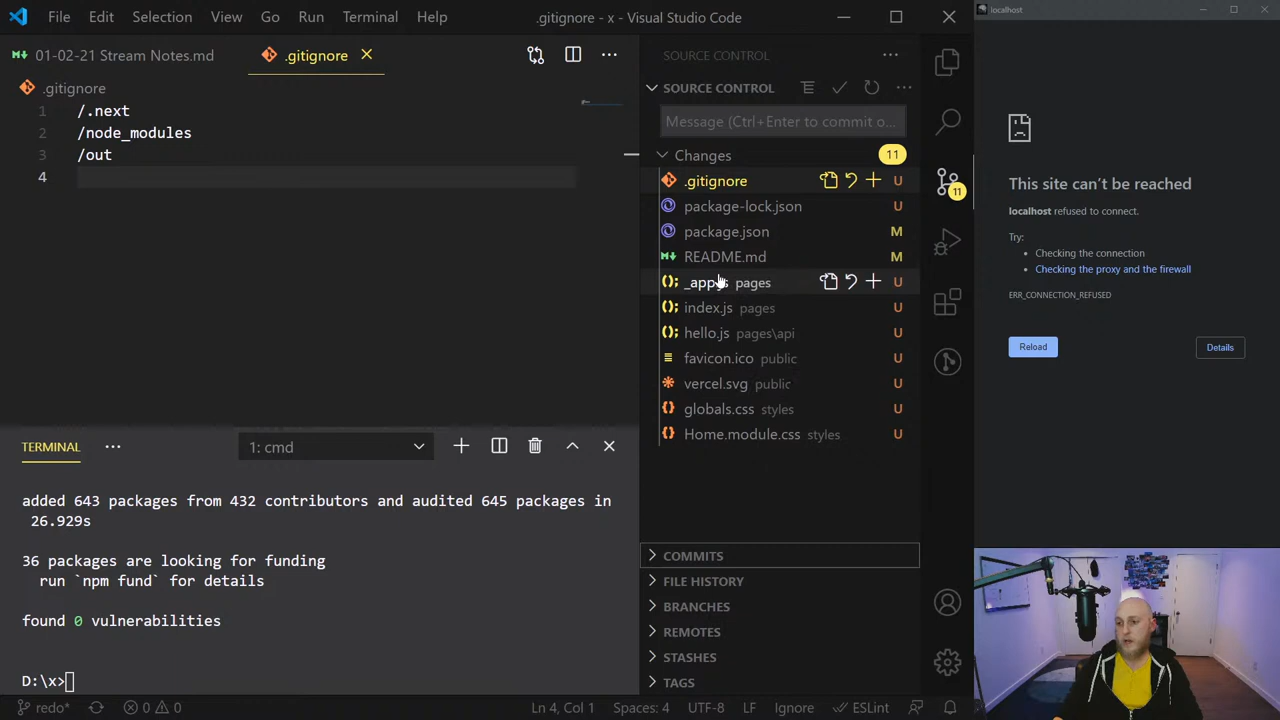 File Edit Selection View Go Run Terminal Help .gitignore - x - Visual Studio Code
01-02-21 Stream Notes.md
.gitignore
.gitignore
1 /.next
2 /node_modules
3 /out
4
TERMINAL
1: cmd
added 643 packages from 432 contributors and audited 645 packages in
26.929s
36 packages are looking for funding
run `npm fund` for details
found 0 vulnerabilities
D:\x>
SOURCE CONTROL
SOURCE CONTROL
Message (Ctrl+Enter to commit o...
Changes 11
.gitignore U
package-lock.json U
package.json M
README.md M
pages U
index.js pages U
hello.js pages\api U
favicon.ico public U
vercel.svg public U
globals.css styles U
Home.module.css styles U
COMMITS
FILE HISTORY
BRANCHES
REMOTES
STASHES
TAGS
11
redo* 0 0 Ln 4, Col 1 Spaces: 4 UTF-8 LF Ignore ESLint
localhost
This site can't be reached
localhost refused to connect.
Try:
• Checking the connection
• Checking the proxy and the firewall
ERR_CONNECTION_REFUSED
Reload
Details